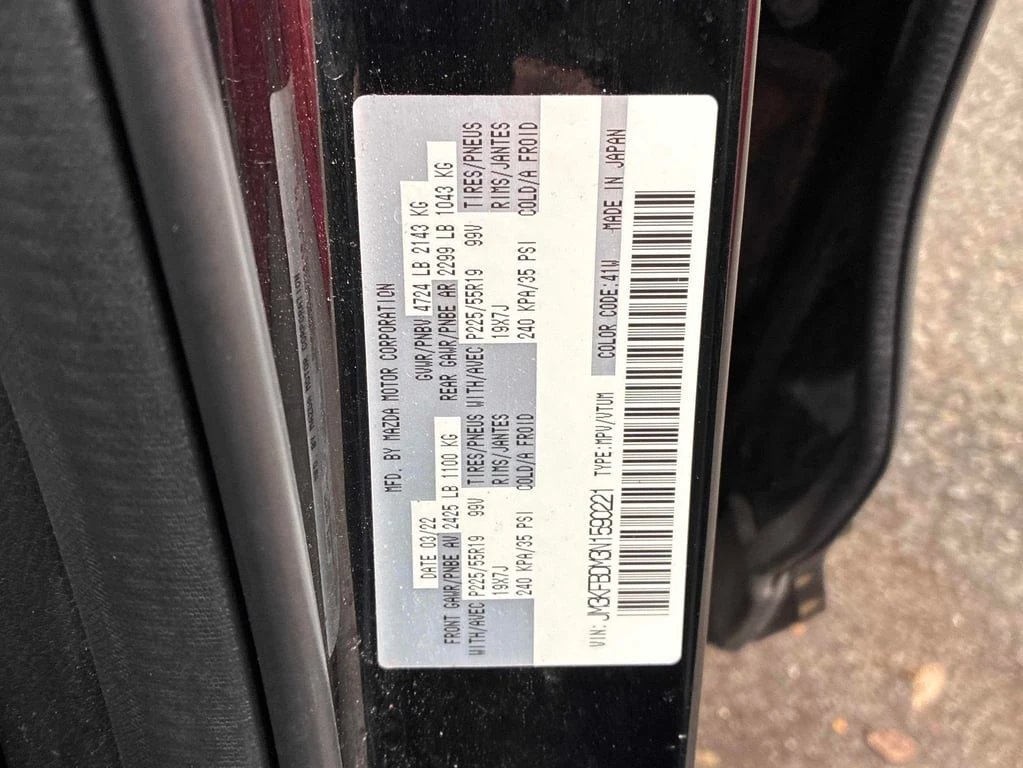 MFD. BY MAZDA MOTOR CORPORATION
DATE 03/22 GVWR/PNBV 4724 LB 2143 KG
FRONT GAWR/PNBE AV 2425 LB 1100 KG REAR GAWR/PNBE AR 2299 LB 1043 KG
WITH/AVEC P225/55R19 99V TIRES/PNEUS WITH/AVEC P225/55R19 99V TIRES/PNEUS
19X7J RIMS/JANTES 19X7J RIMS/JANTES
240 KPA/35 PSI COLD/A FROID 240 KPA/35 PSI COLD/A FROID
VIN: JM3KFBDM3N1590221 TYPE:MPV/VTUM COLOR CODE:41W MADE IN JAPAN